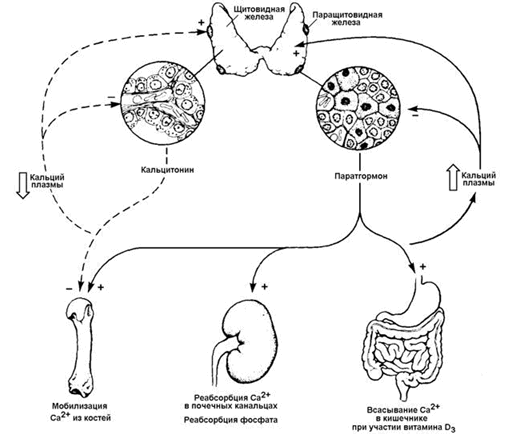 Щитовидная
железа
Паращитовидная
железа
+
+
+
–
–
Кальцитонин
Паратгормон
Кальций
плазмы
Кальций
плазмы
–
+
+
+
Мобилизация
Ca2+ из костей
Реабсорбция Ca2+
в почечных канальцах
Реабсорбция фосфата
Всасывание Ca2+
в кишечнике
при участии витамина D3